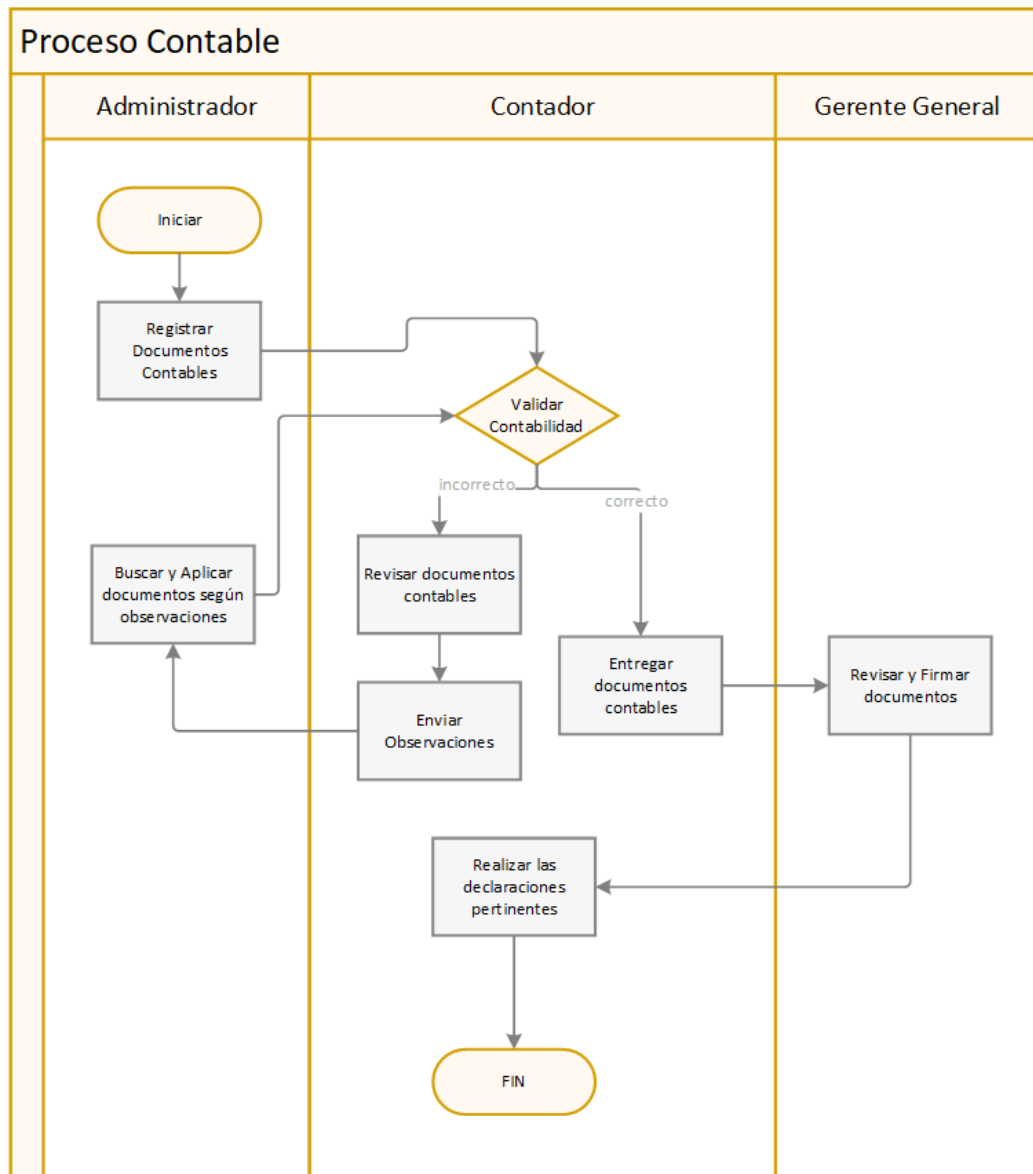 Proceso Contable
Administrador
Contador
Gerente General
Iniciar
Registrar
Documentos
Contables
Validar
Contabilidad
incorrecto
correcto
Buscar y Aplicar
documentos según
observaciones
Revisar documentos
contables
Entregar
documentos
contables
Revisar y Firmar
documentos
Enviar
Observaciones
Realizar las
declaraciones
pertinentes
FIN